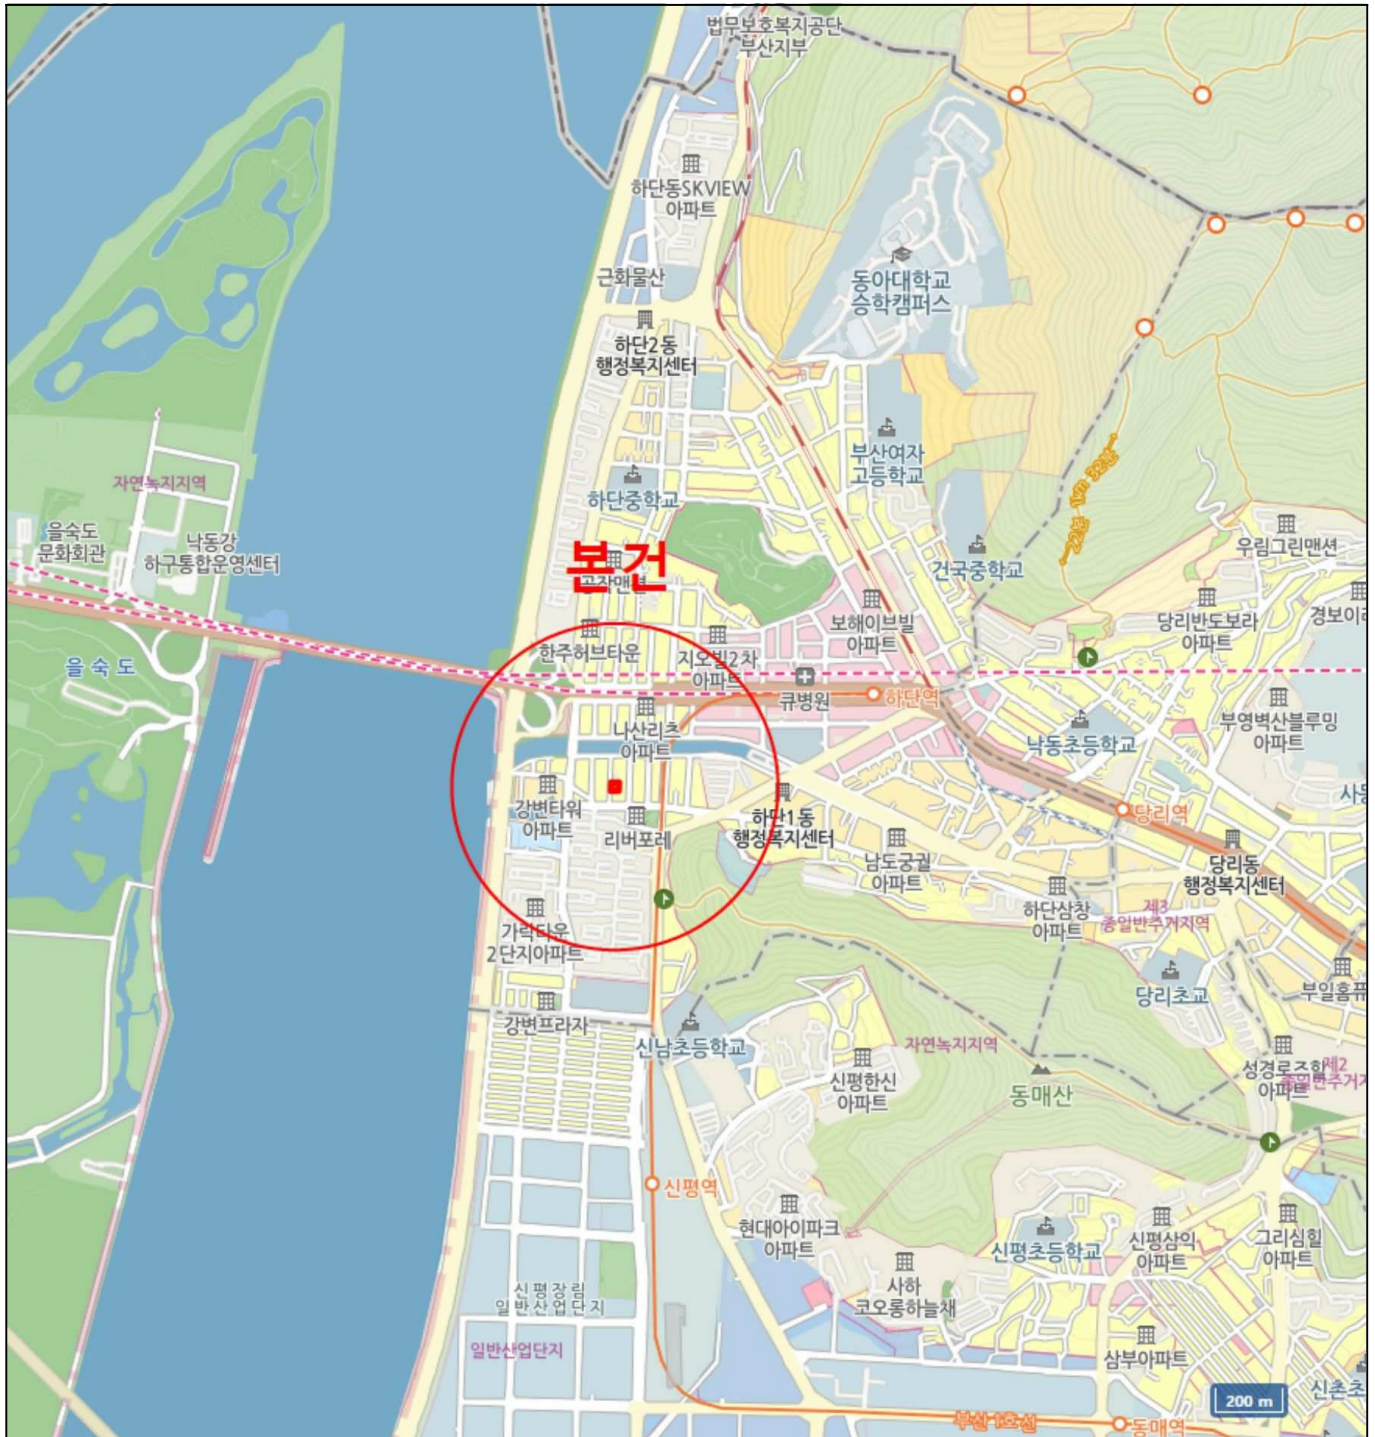 법무보호복지공단
부산지부
하단동SKVIEW
아파트
근화물산
동아대학교
승학캠퍼스
하단2동
행정복지센터
부산여자
고등학교
하단중학교
자연녹지지역
을숙도
문화회관
낙동강
하구통합운영센터
본건
건국중학교
22분 1km 32분
우림그린맨션
보해이브빌
아파트
당리반도보라
아파트
한주허브타운
지오빌2차
아파트
을숙도
큐병원
하단역
나산리츠
아파트
낙동초등학교
부영벽산블루밍
아파트
강변타워
아파트
리버포레
하단1동
행정복지센터
당리역
남도궁궐
아파트
당리동
행정복지센터
하단삼창
아파트
제3
종일반주거지역
가락타운
2단지아파트
당리초교
강변프라자
신남초등학교
자연녹지지역
신평한신
아파트
동매산
아파트
신평역
현대아이파크
아파트
신평초등학교
신평삼익
아파트
그리심힐
아파트
사하
코오롱하늘채
신평장림
일반산업단지
일반산업단지
삼부아파트
200 m
부산 1호선
동매역